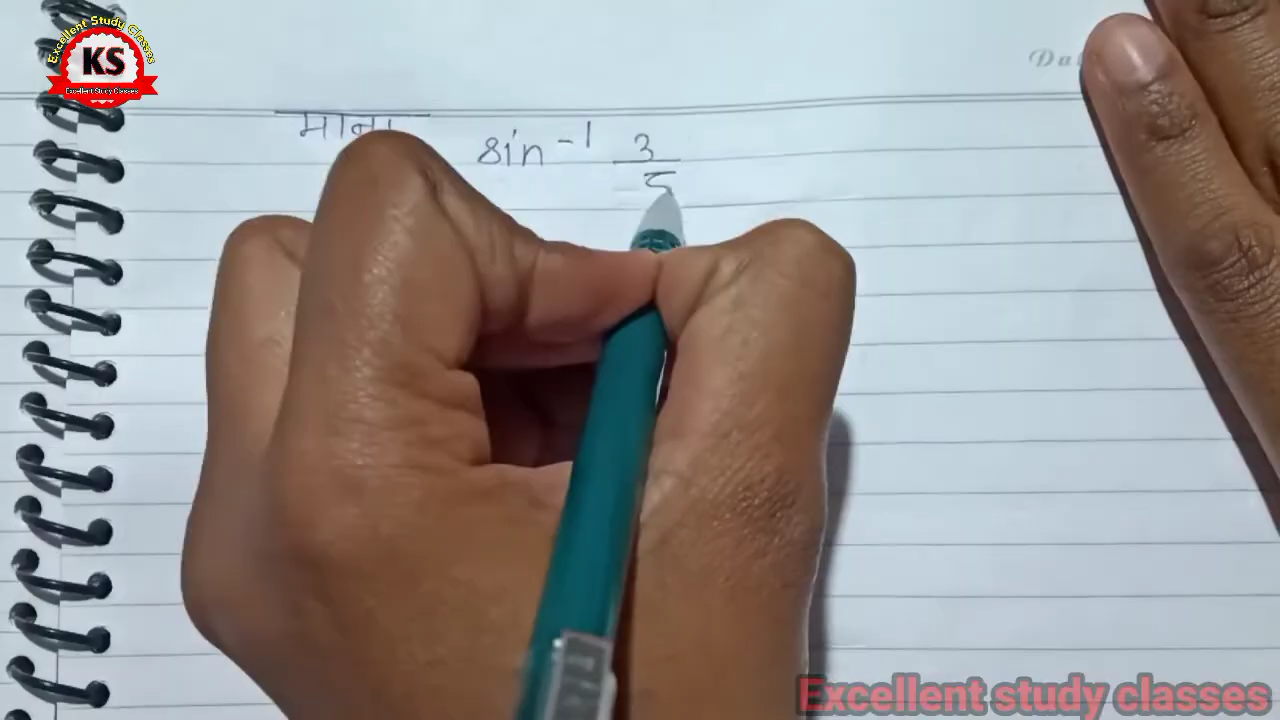 Excellent Study Classes
KS
Excellent Study Classes
माना sin⁻¹ 3/5
Excellent study classes